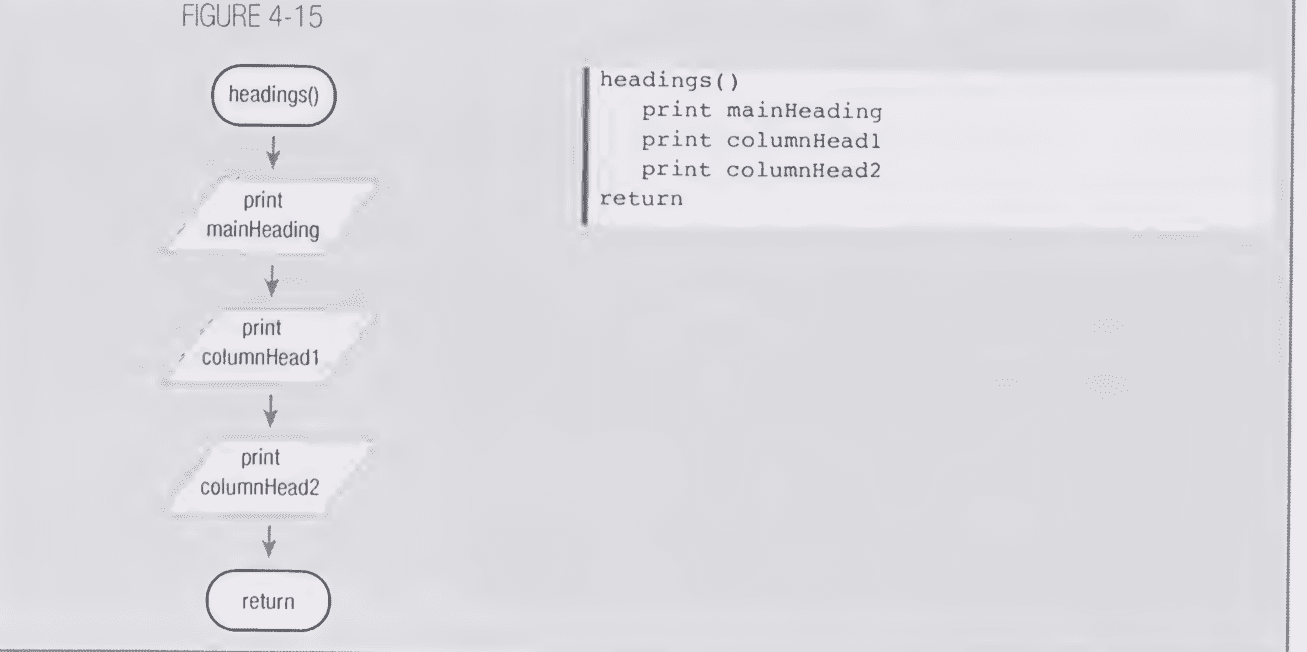 FIGURE 4-15
headings()
print
mainHeading
print
columnHead1
print
columnHead2
return
headings()
print mainHeading
print columnHead1
print columnHead2
return